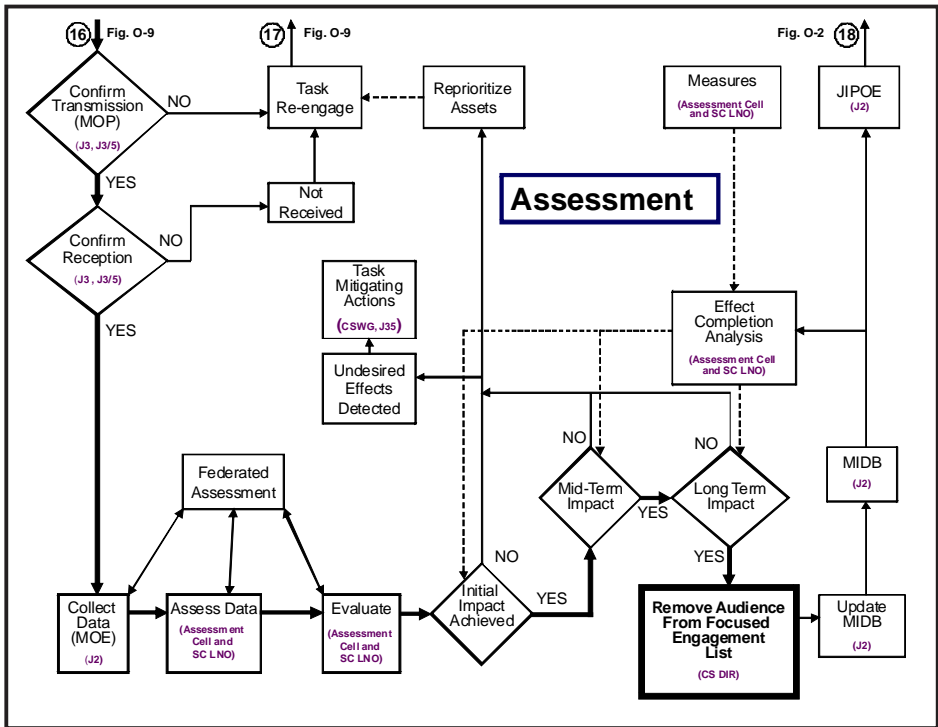 16 Fig. O-9
17 Fig. O-9
Fig. O-2 18
Confirm
Transmission
(MOP)
(J3, J3/5)
NO
YES
Task
Re-engage
Reprioritize
Assets
Measures
(Assessment Cell
and SC LNO)
JIPOE
(J2)
Not
Received
Assessment
Confirm
Reception
(J3, J3/5)
NO
YES
Task
Mitigating
Actions
(CSWG, J35)
Undesired
Effects
Detected
Effect
Completion
Analysis
(Assessment Cell
and SC LNO)
Federated
Assessment
NO
Mid-Term
Impact
YES
NO
Long Term
Impact
YES
MIDB
(J2)
Collect
Data
(MOE)
(J2)
Assess Data
(Assessment
Cell and
SC LNO)
Evaluate
(Assessment
Cell and
SC LNO)
NO
Initial
Impact
Achieved
YES
Remove Audience
From Focused
Engagement
List
(CS DIR)
Update
MIDB
(J2)